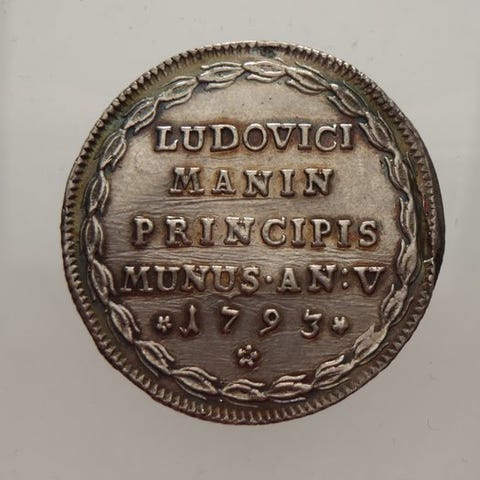 LUDOVICI
MANIN
PRINCIPIS
MUNUS·AN:V
*1793*